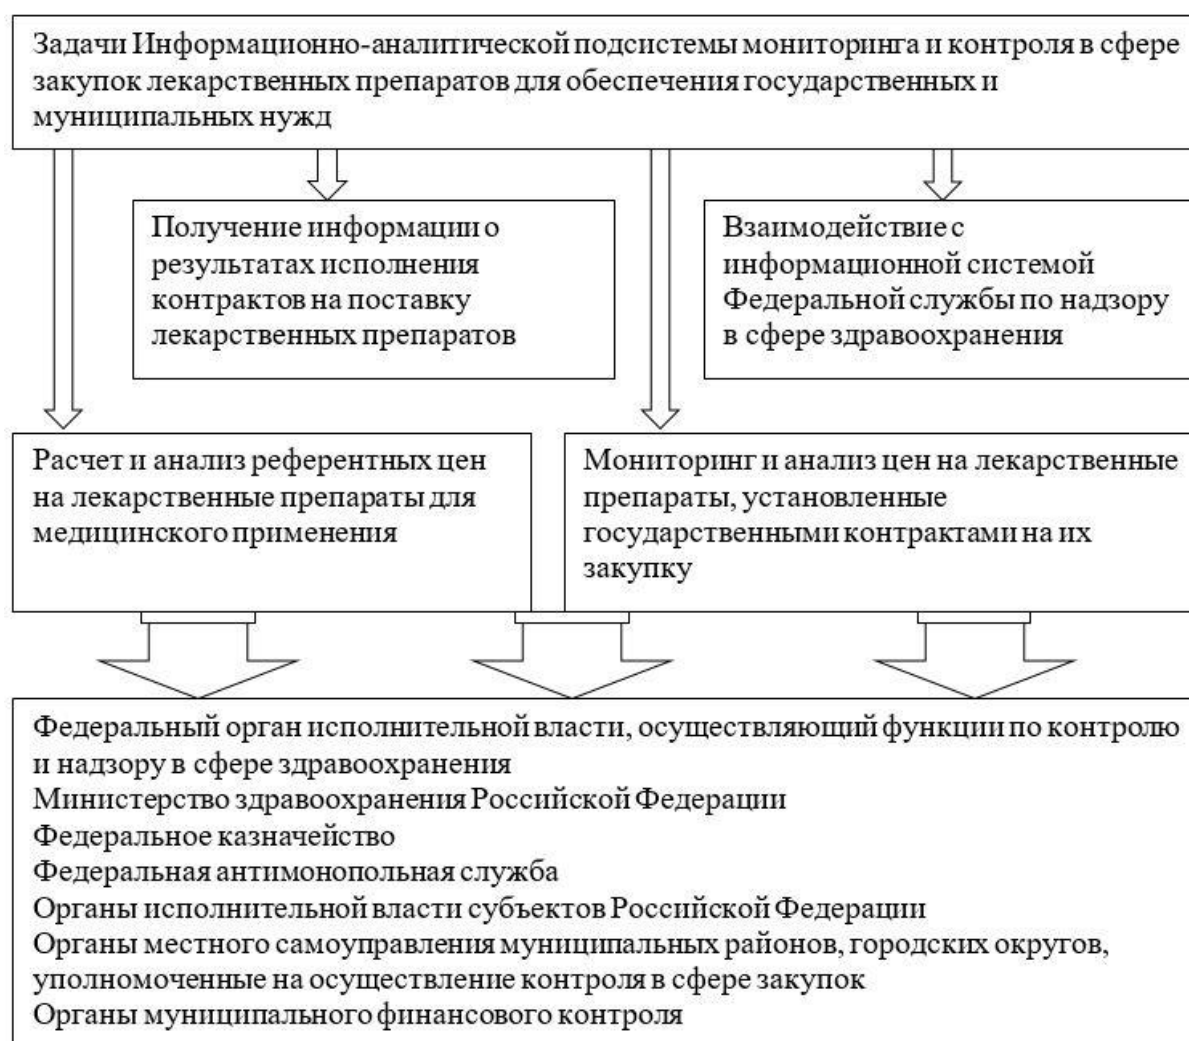 Задачи Информационно-аналитической подсистемы мониторинга и контроля в сфере
закупок лекарственных препаратов для обеспечения государственных и
муниципальных нужд
Получение информации о
результатах исполнения
контрактов на поставку
лекарственных препаратов
Взаимодействие с
информационной системой
Федеральной службы по надзору
в сфере здравоохранения
Расчет и анализ референтных цен
на лекарственные препараты для
медицинского применения
Мониторинг и анализ цен на лекарственные
препараты, установленные
государственными контрактами на их
закупку
Федеральный орган исполнительной власти, осуществляющий функции по контролю
и надзору в сфере здравоохранения
Министерство здравоохранения Российской Федерации
Федеральное казначейство
Федеральная антимонопольная служба
Органы исполнительной власти субъектов Российской Федерации
Органы местного самоуправления муниципальных районов, городских округов,
уполномоченные на осуществление контроля в сфере закупок
Органы муниципального финансового контроля